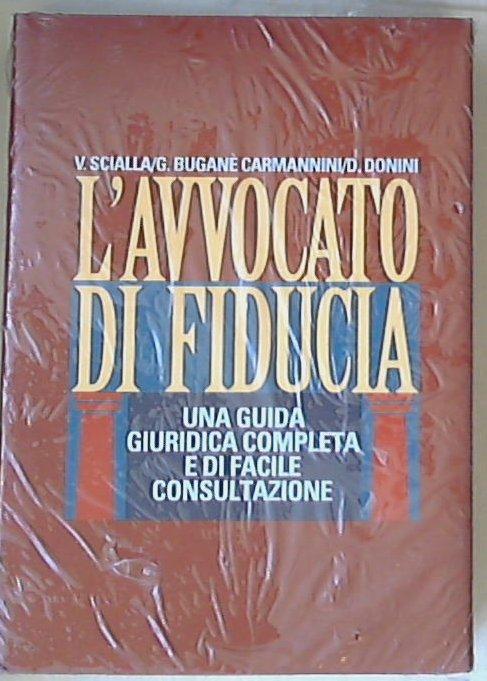 V. SCIALLA/G. BUGANÈ CARMANNINI/D. DONINI
L'AVVOCATO
DI FIDUCIA
UNA GUIDA
GIURIDICA COMPLETA
E DI FACILE
CONSULTAZIONE